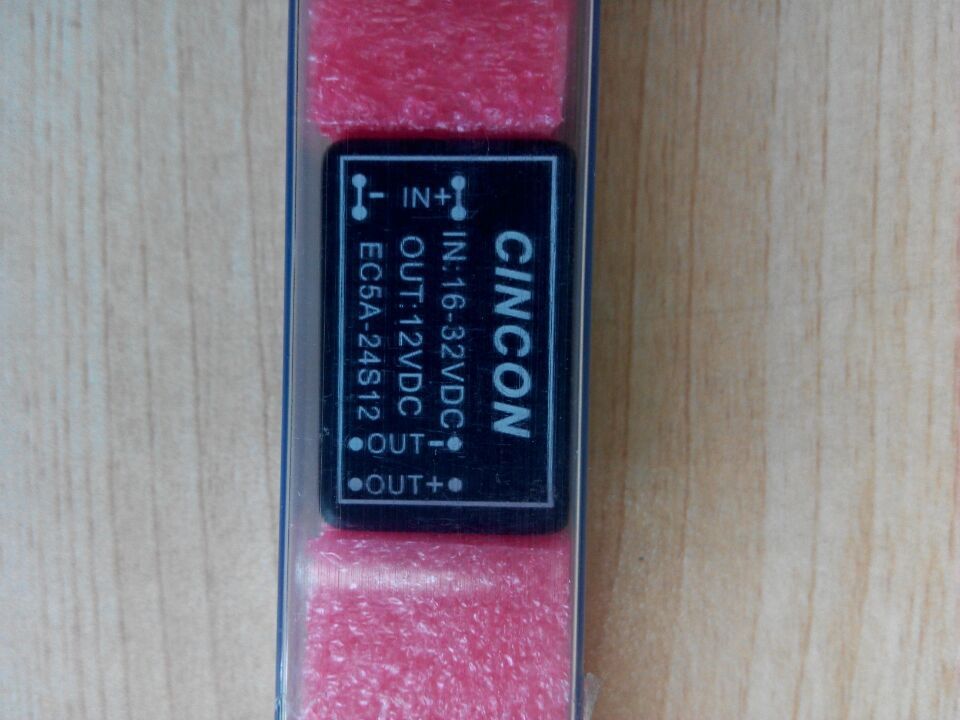 CINCON
IN:16-32VDC
OUT:12VDC
EC5A-24S12
- IN+
OUT-
OUT+